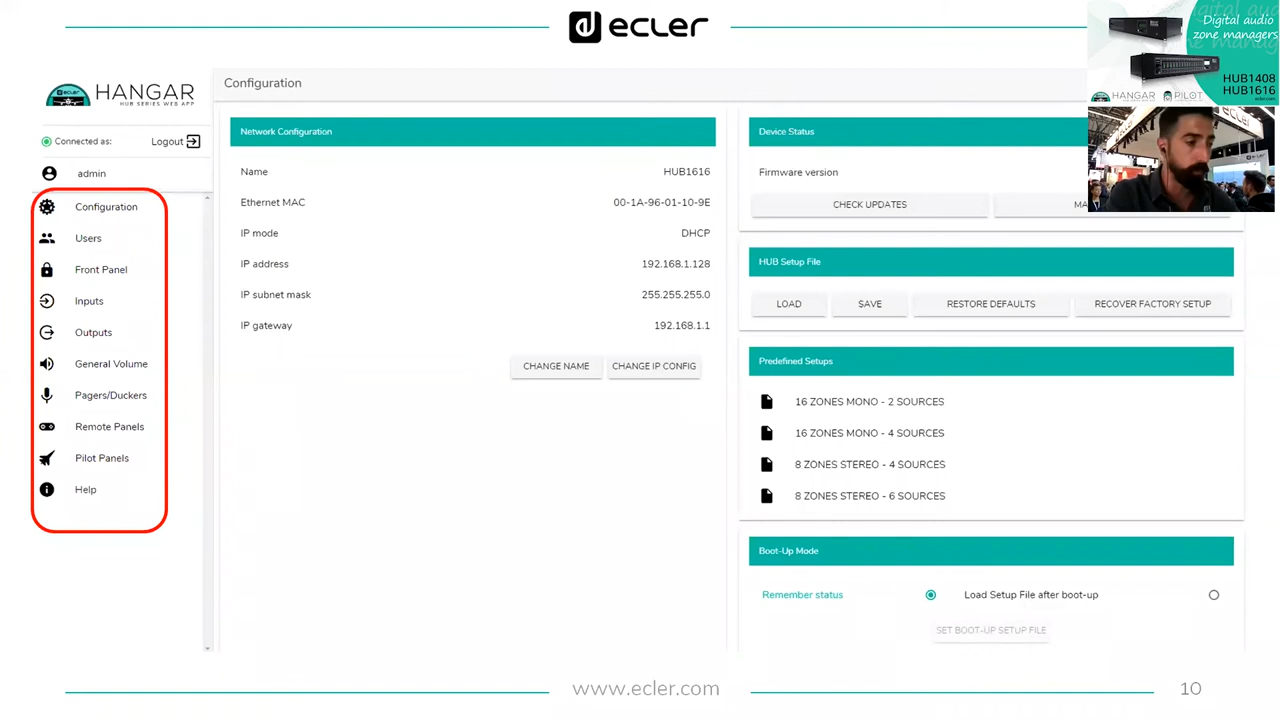 ecler
Digital audio
zone managers
HUB1408
HUB1616
ecler.com
HANGAR
PILOT
ecler
HANGAR
HUB SERIES WEB APP
Connected as:
Logout
admin
Configuration
Users
Front Panel
Inputs
Outputs
General Volume
Pagers/Duckers
Remote Panels
Pilot Panels
Help
Configuration
Network Configuration
Name HUB1616
Ethernet MAC 00-1A-96-01-10-9E
IP mode DHCP
IP address 192.168.1.128
IP subnet mask 255.255.255.0
IP gateway 192.168.1.1
CHANGE NAME CHANGE IP CONFIG
Device Status
Firmware version
CHECK UPDATES MA
HUB Setup File
LOAD SAVE RESTORE DEFAULTS RECOVER FACTORY SETUP
Predefined Setups
16 ZONES MONO - 2 SOURCES
16 ZONES MONO - 4 SOURCES
8 ZONES STEREO - 4 SOURCES
8 ZONES STEREO - 6 SOURCES
Boot-Up Mode
Remember status Load Setup File after boot-up
SET BOOT-UP SETUP FILE
www.ecler.com
10